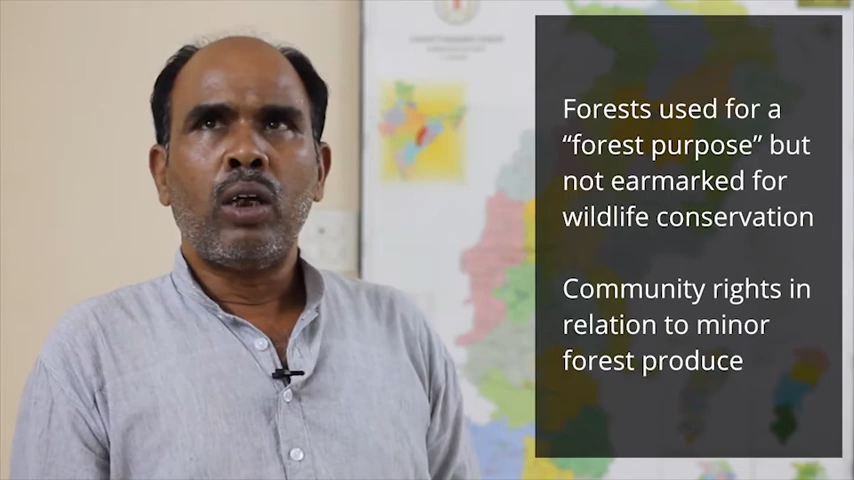 Forests used for a
“forest purpose” but
not earmarked for
wildlife conservation
Community rights in
relation to minor
forest produce